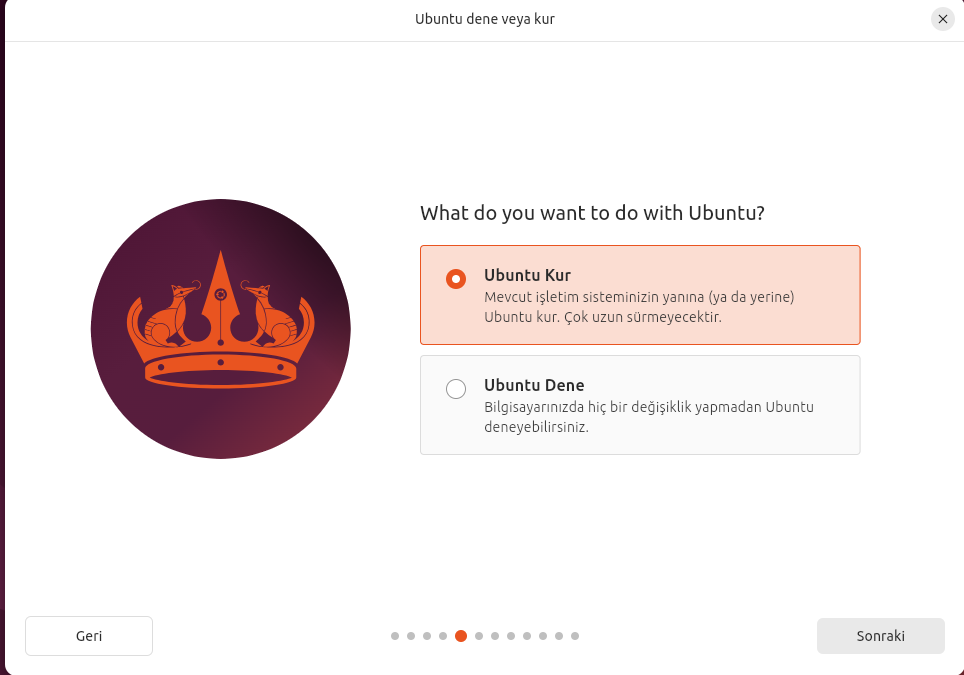 Ubuntu dene veya kur
What do you want to do with Ubuntu?
Ubuntu Kur
Mevcut işletim sisteminizin yanına (ya da yerine)
Ubuntu kur. Çok uzun sürmeyecektir.
Ubuntu Dene
Bilgisayarınızda hiç bir değişiklik yapmadan Ubuntu
deneyebilirsiniz.
Geri
Sonraki